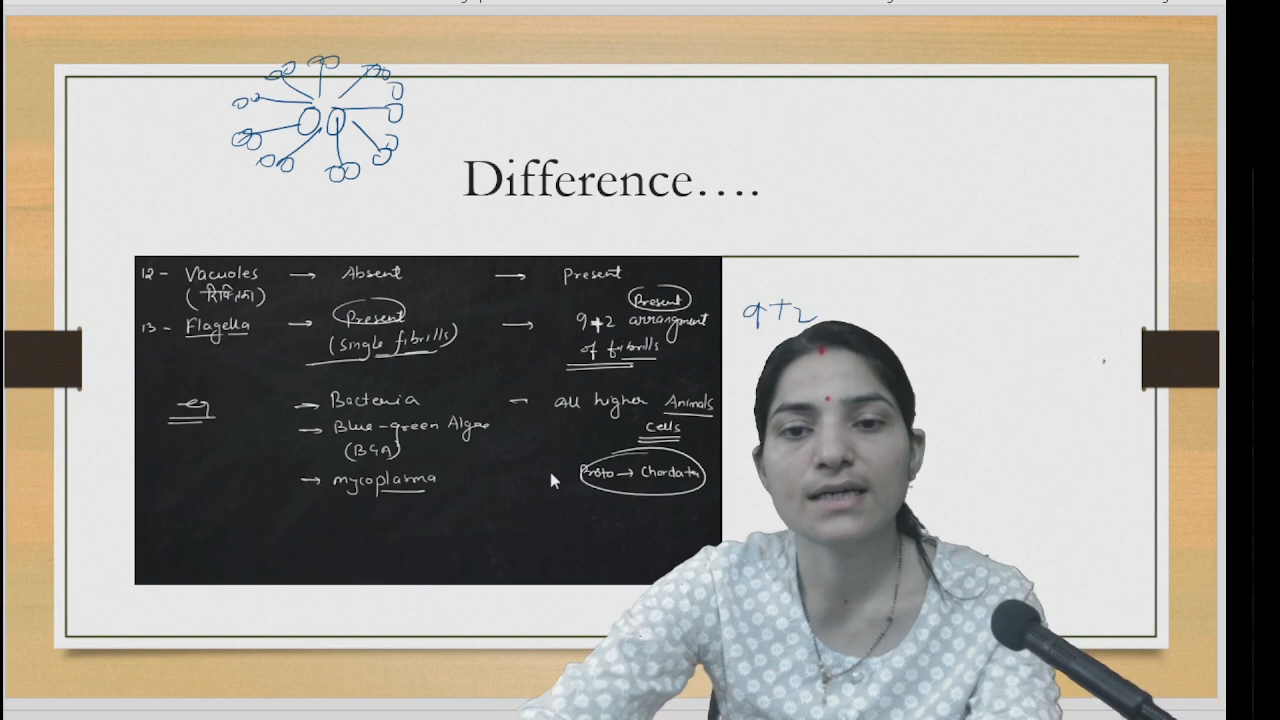 Difference....
12- Vacuoles → Absent → Present
(रिक्तिका)
13- Flagella → Present → Present
(single fibrills) 9+2 arrangment
of fibrills
9+2
eg → Bacteria - All higher Animals
→ Blue-green Algae Cells
(BGA)
→ mycoplasma Proto → Chordata